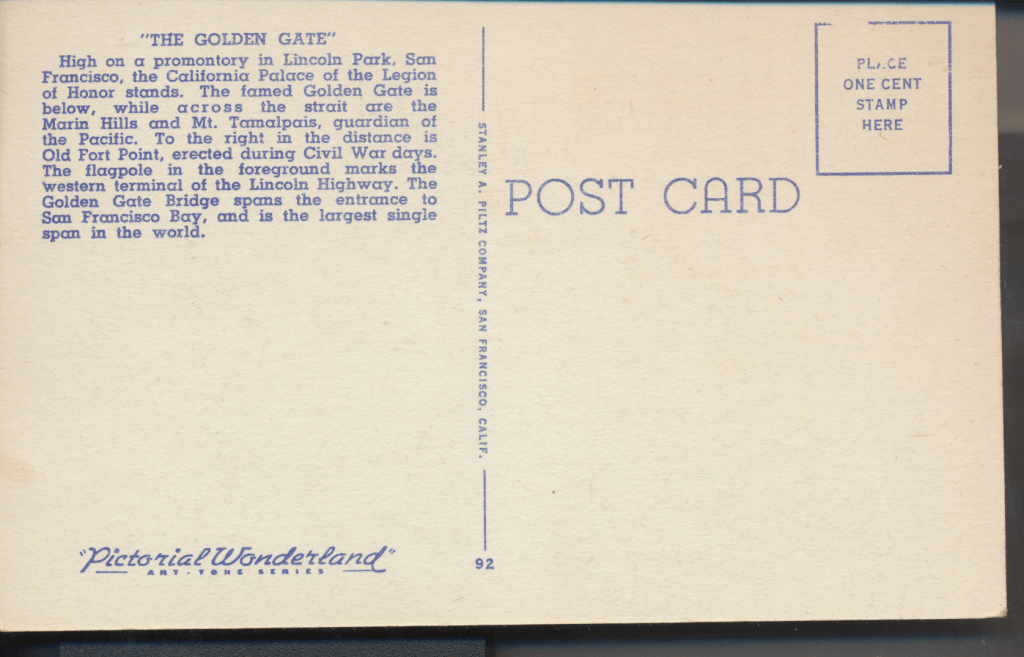 "THE GOLDEN GATE"
High on a promontory in Lincoln Park, San
Francisco, the California Palace of the Legion
of Honor stands. The famed Golden Gate is
below, while across the strait are the
Marin Hills and Mt. Tamalpais, guardian of
the Pacific. To the right in the distance is
Old Fort Point, erected during Civil War days.
The flagpole in the foreground marks the
western terminal of the Lincoln Highway. The
Golden Gate Bridge spans the entrance to
San Francisco Bay, and is the largest single
span in the world.
"Pictorial Wonderland"
ART-TONE SERIES
STANLEY A. PILTZ COMPANY, SAN FRANCISCO, CALIF.
92
POST CARD
PLACE
ONE CENT
STAMP
HERE